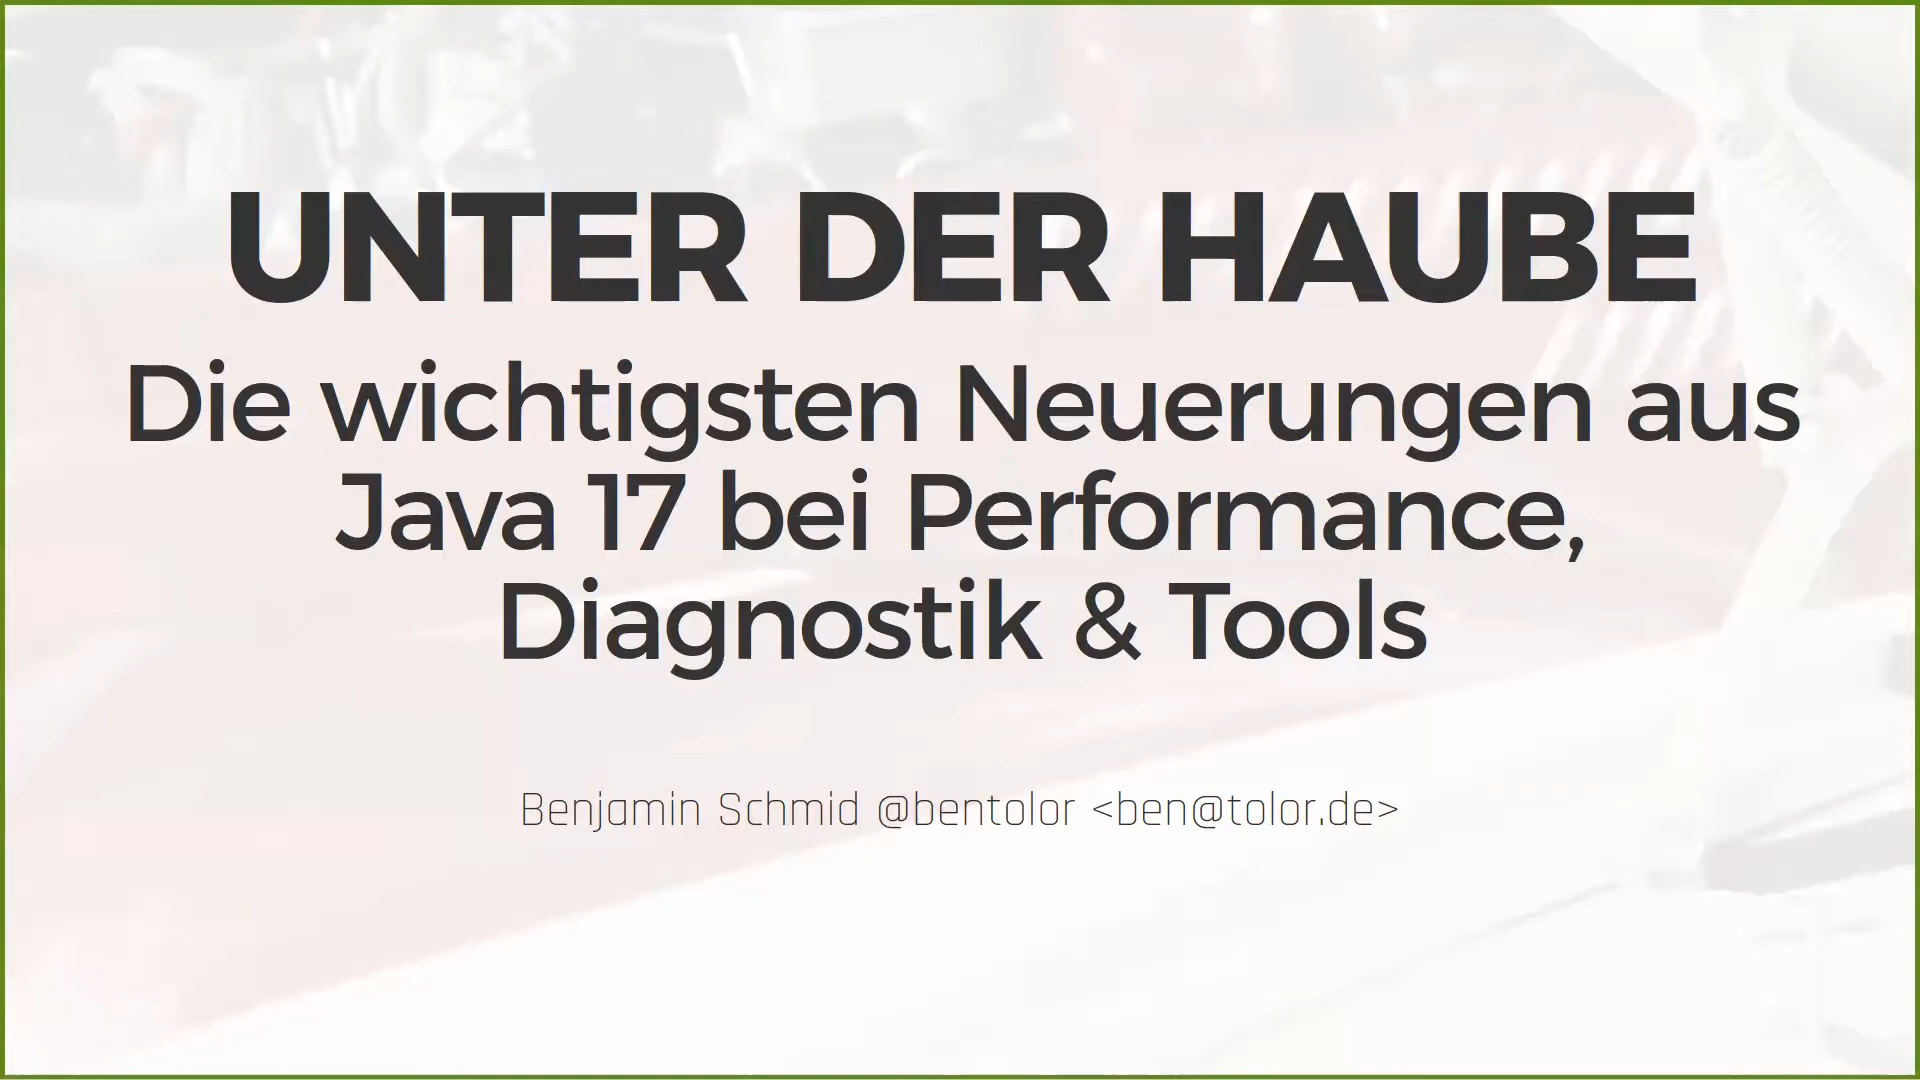 UNTER DER HAUBE
Die wichtigsten Neuerungen aus
Java 17 bei Performance,
Diagnostik & Tools
Benjamin Schmid @bentolor <ben@tolor.de>